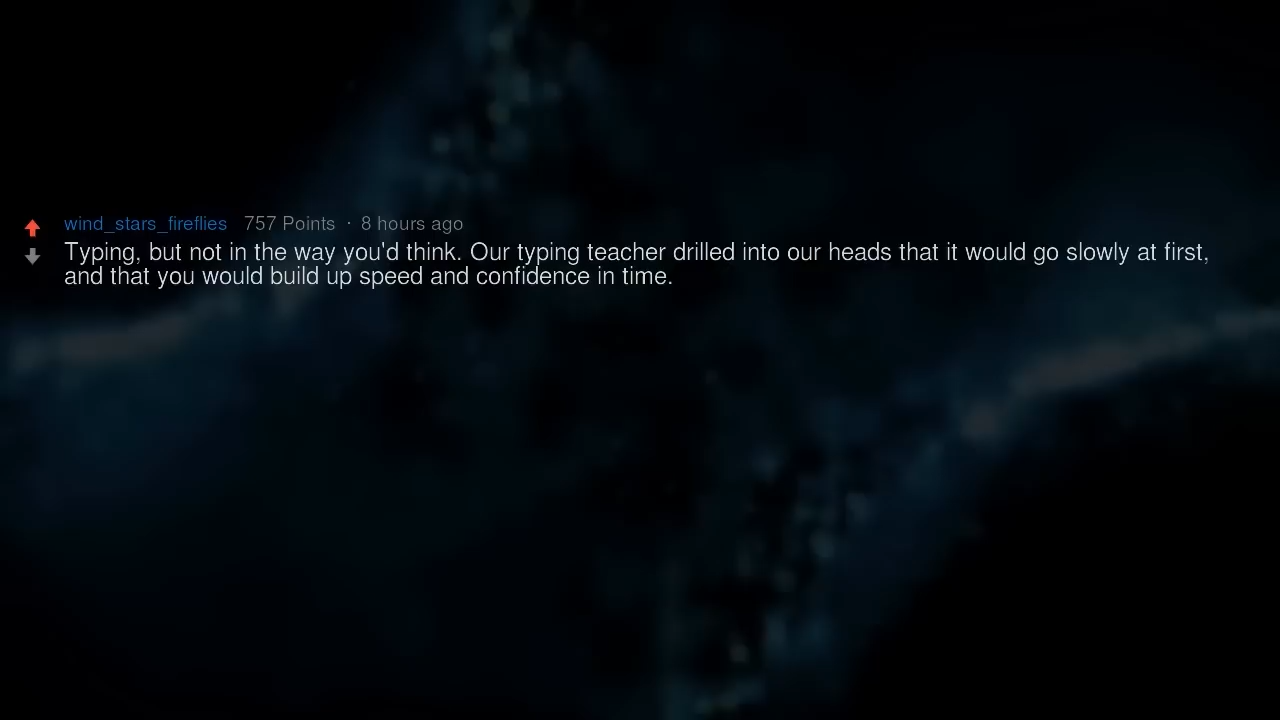 wind_stars_fireflies 757 Points · 8 hours ago
Typing, but not in the way you'd think. Our typing teacher drilled into our heads that it would go slowly at first,
and that you would build up speed and confidence in time.